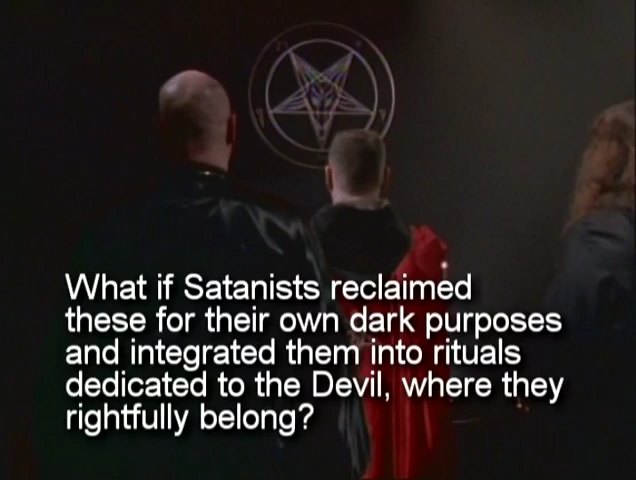 What if Satanists reclaimed
these for their own dark purposes
and integrated them into rituals
dedicated to the Devil, where they
rightfully belong?